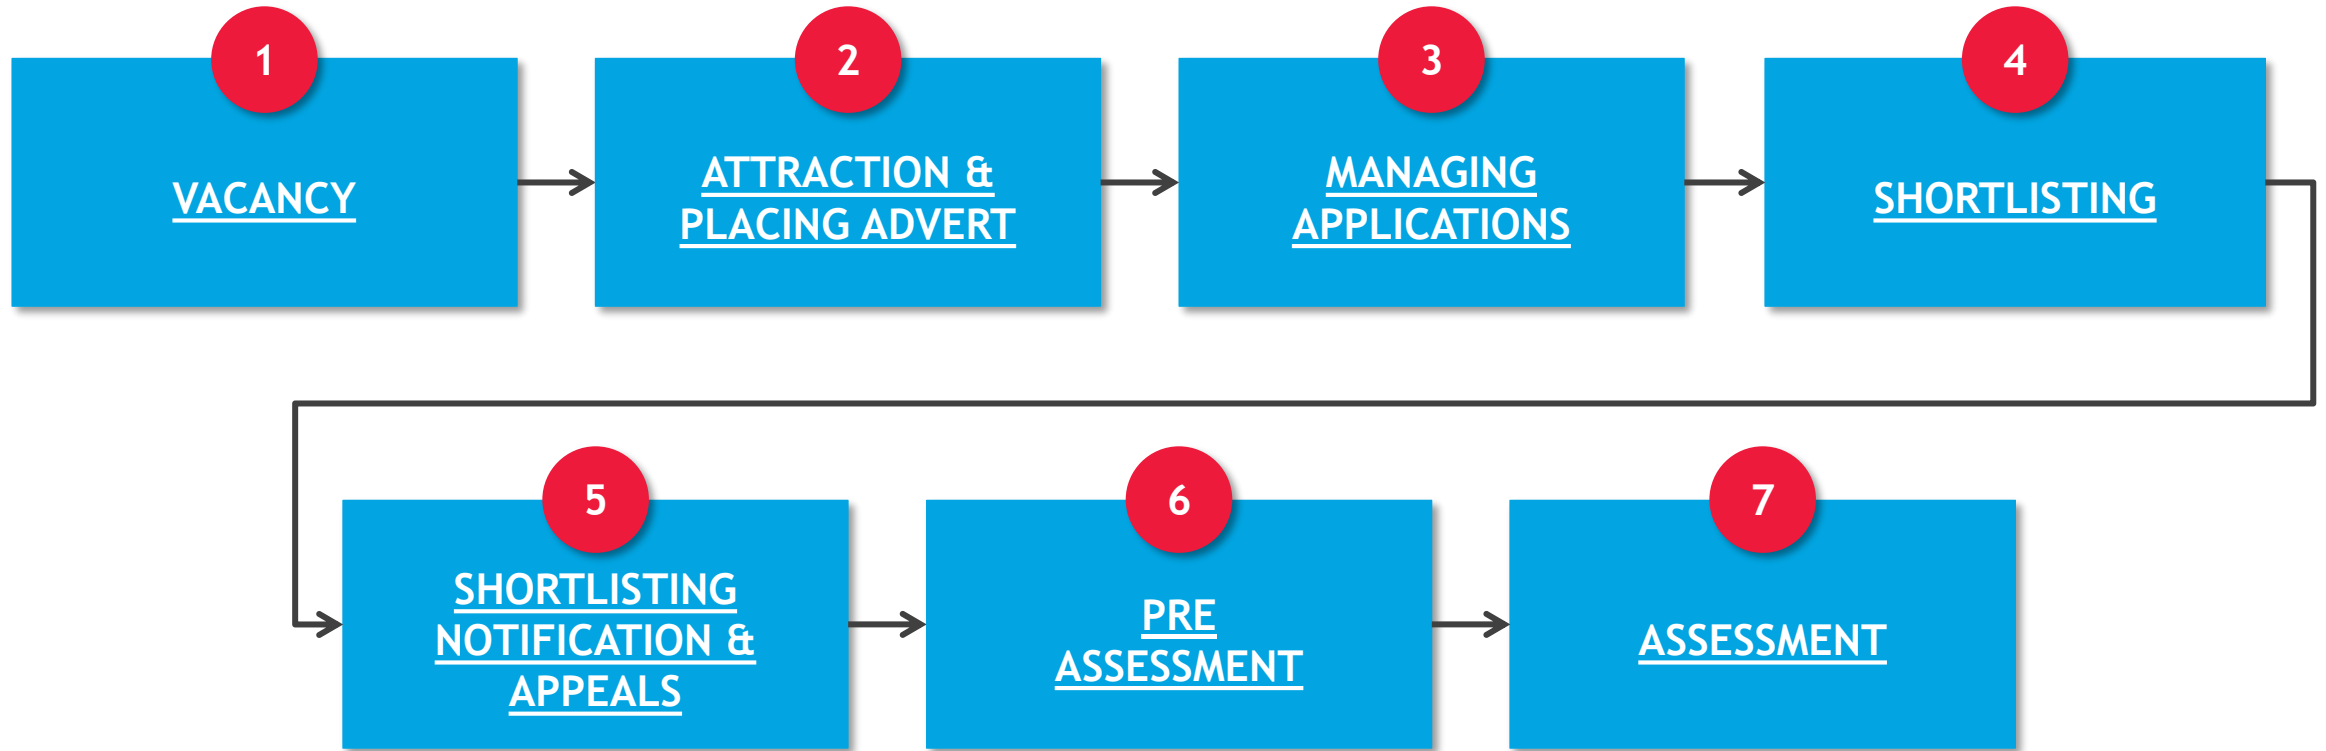 1
VACANCY
2
ATTRACTION &
PLACING ADVERT
3
MANAGING
APPLICATIONS
4
SHORTLISTING
5
SHORTLISTING
NOTIFICATION &
APPEALS
6
PRE
ASSESSMENT
7
ASSESSMENT